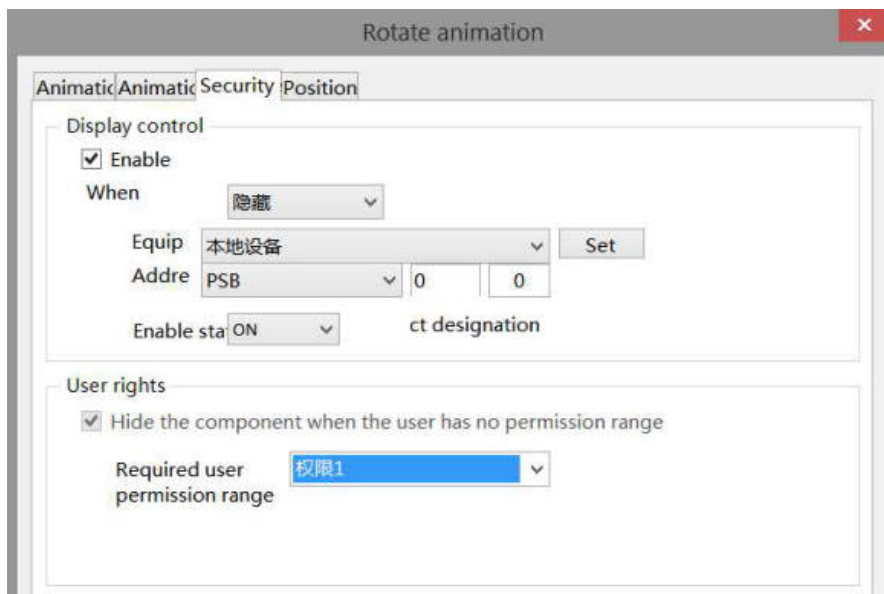 Rotate animation
Animatic Animatic Security Position
Display control
Enable
When 隐藏
Equip 本地设备 Set
Addre PSB 0 0
Enable sta ON ct designation
User rights
Hide the component when the user has no permission range
Required user 权限1
permission range